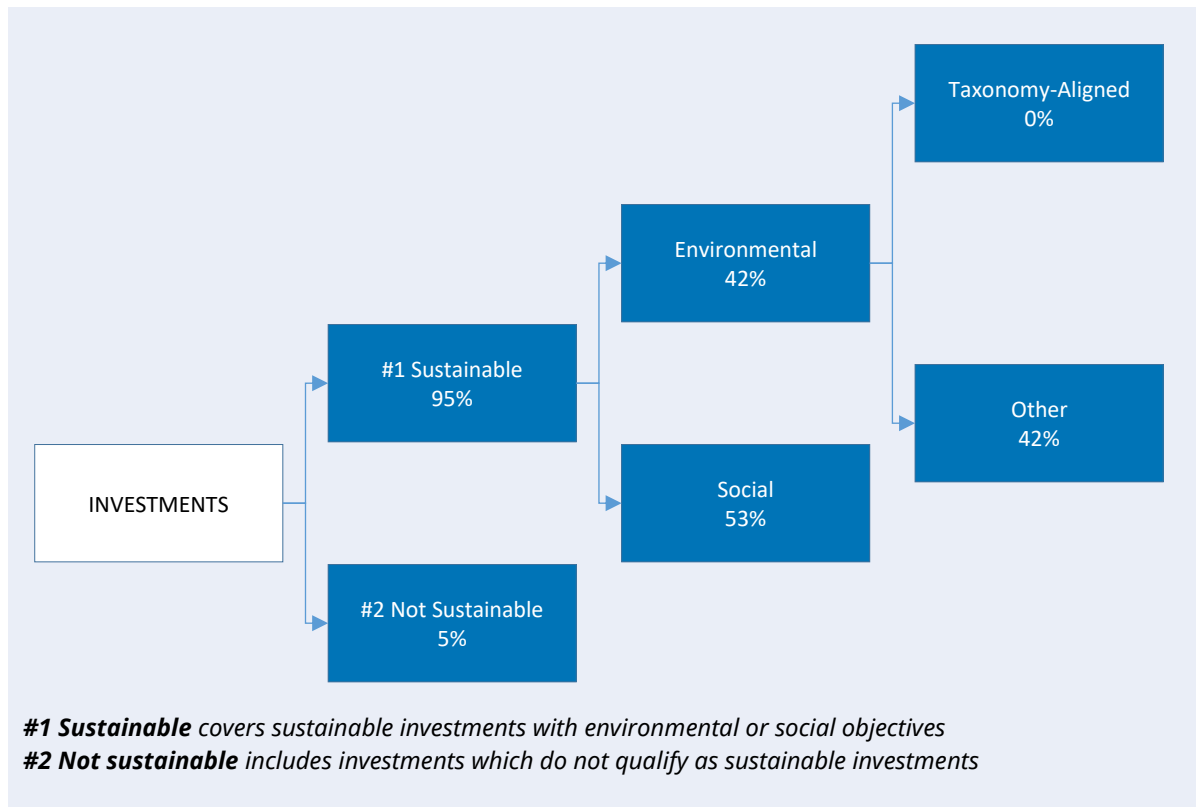 Taxonomy-Aligned
0%
Environmental
42%
#1 Sustainable
95%
Other
42%
INVESTMENTS
Social
53%
#2 Not Sustainable
5%
#1 Sustainable covers sustainable investments with environmental or social objectives
#2 Not sustainable includes investments which do not qualify as sustainable investments